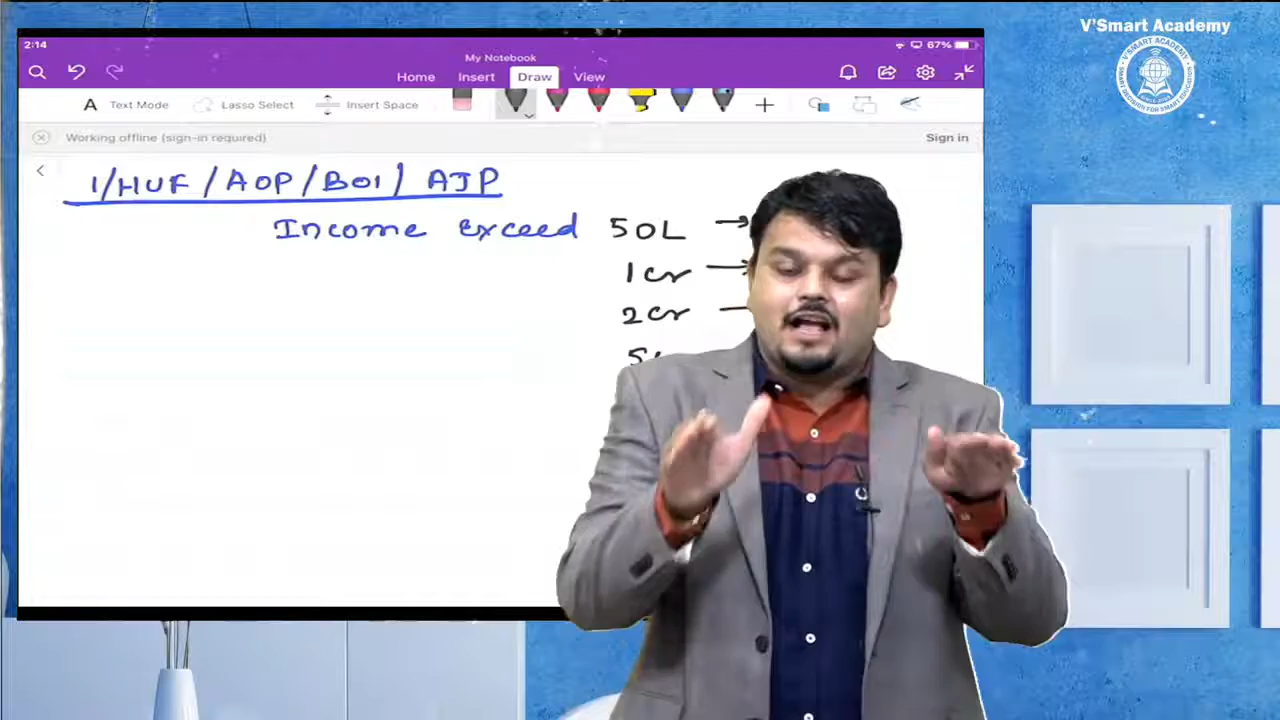 V'Smart Academy
2:14
67%
My Notebook
Home Insert Draw View
A Text Mode Lasso Select Insert Space
Working offline (sign-in required) Sign in
I/HUF/AOP/BOI/ AJP
Income exceed 50L →
1cr →
2cr